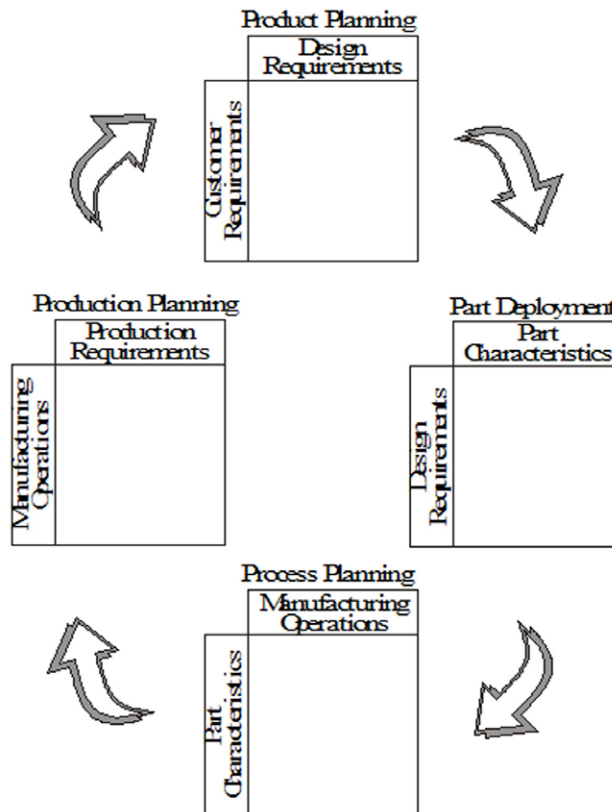 Product Planning
Design
Requirements
Customer
Requirements
Production Planning
Production
Requirements
Manufacturing
Operations
Part Deployment
Part
Characteristics
Design
Requirements
Process Planning
Manufacturing
Operations
Part
Characteristics